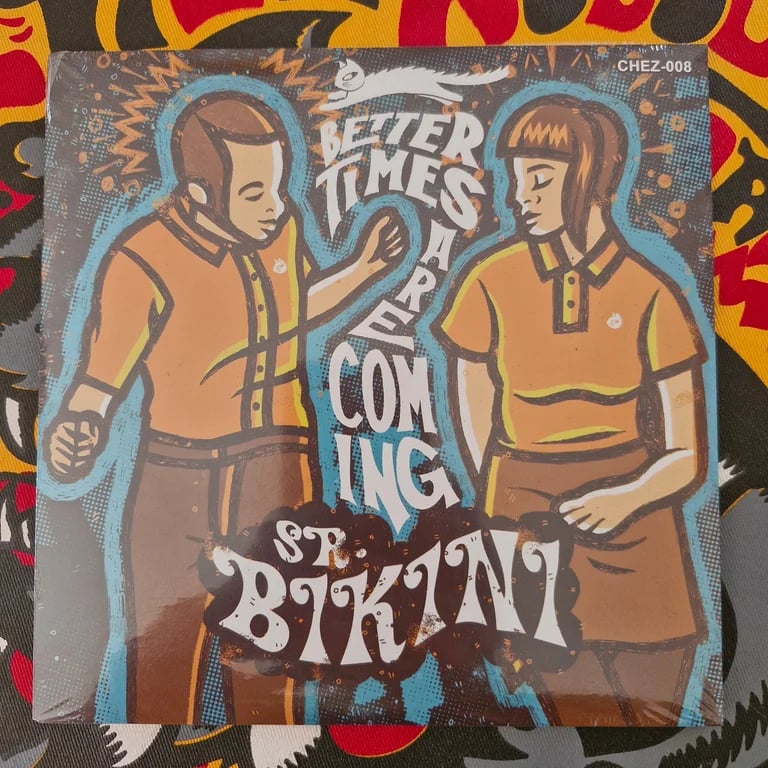 CHEZ-008
BETTER
TIMES
ARE
COM
ING
SR.
BIKINI